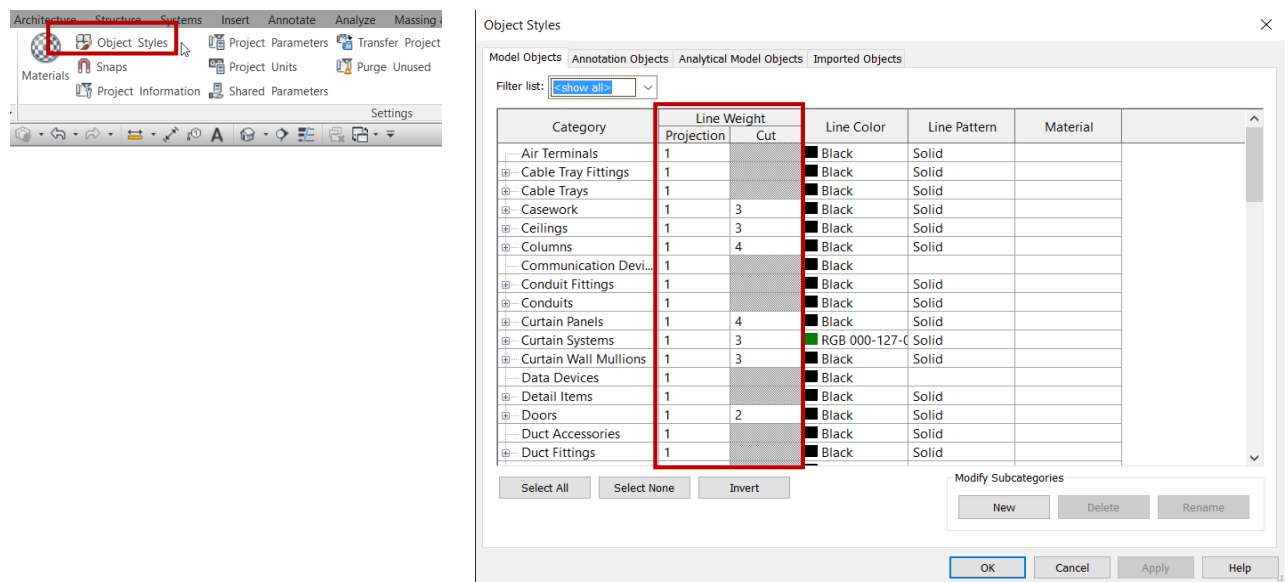 Architecture Structure Systems Insert Annotate Analyze Massing &
Materials
Object Styles
Project Parameters
Transfer Project
Snaps
Project Units
Purge Unused
Project Information
Shared Parameters
Settings
A
Object Styles
Model Objects Annotation Objects Analytical Model Objects Imported Objects
Filter list: <show all>
Category Line Weight Line Color Line Pattern Material
Projection Cut
Air Terminals 1 Black Solid
Cable Tray Fittings 1 Black Solid
Cable Trays 1 Black Solid
Casework 1 3 Black Solid
Ceilings 1 3 Black Solid
Columns 1 4 Black Solid
Communication Devi... 1 Black
Conduit Fittings 1 Black Solid
Conduits 1 Black Solid
Curtain Panels 1 4 Black Solid
Curtain Systems 1 3 RGB 000-127-0 Solid
Curtain Wall Mullions 1 3 Black Solid
Data Devices 1 Black
Detail Items 1 Black Solid
Doors 1 2 Black Solid
Duct Accessories 1 Black Solid
Duct Fittings 1 Black Solid
Select All Select None Invert
Modify Subcategories
New Delete Rename
OK Cancel Apply Help